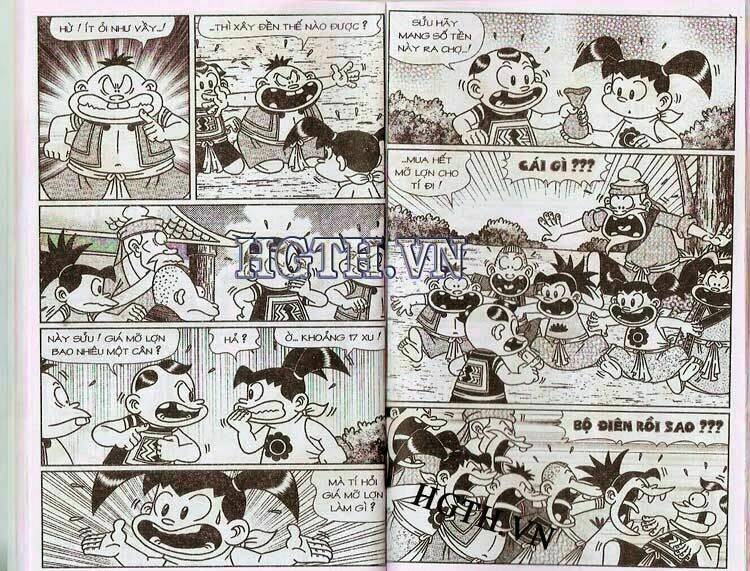 HỪ ! ÍT ỎI NHƯ VẦY...!
...THÌ XÂY ĐỀN THẾ NÀO ĐƯỢC ?
NÀY SỬU ! GIÁ MỠ LỢN
BAO NHIÊU MỘT CÂN ?
HẢ ?
Ờ... KHOẢNG 17 XU !
MÀ TÍ HỎI
GIÁ MỠ LỢN
LÀM GÌ ?
SỬU HÃY
MANG SỐ TIỀN
NÀY RA CHỢ...!
...MUA HẾT
MỠ LỢN CHO
TÍ ĐI !
CÁI GÌ ???
BỘ ĐIÊN RỒI SAO ???
HGTH.VN
HGTH.VN